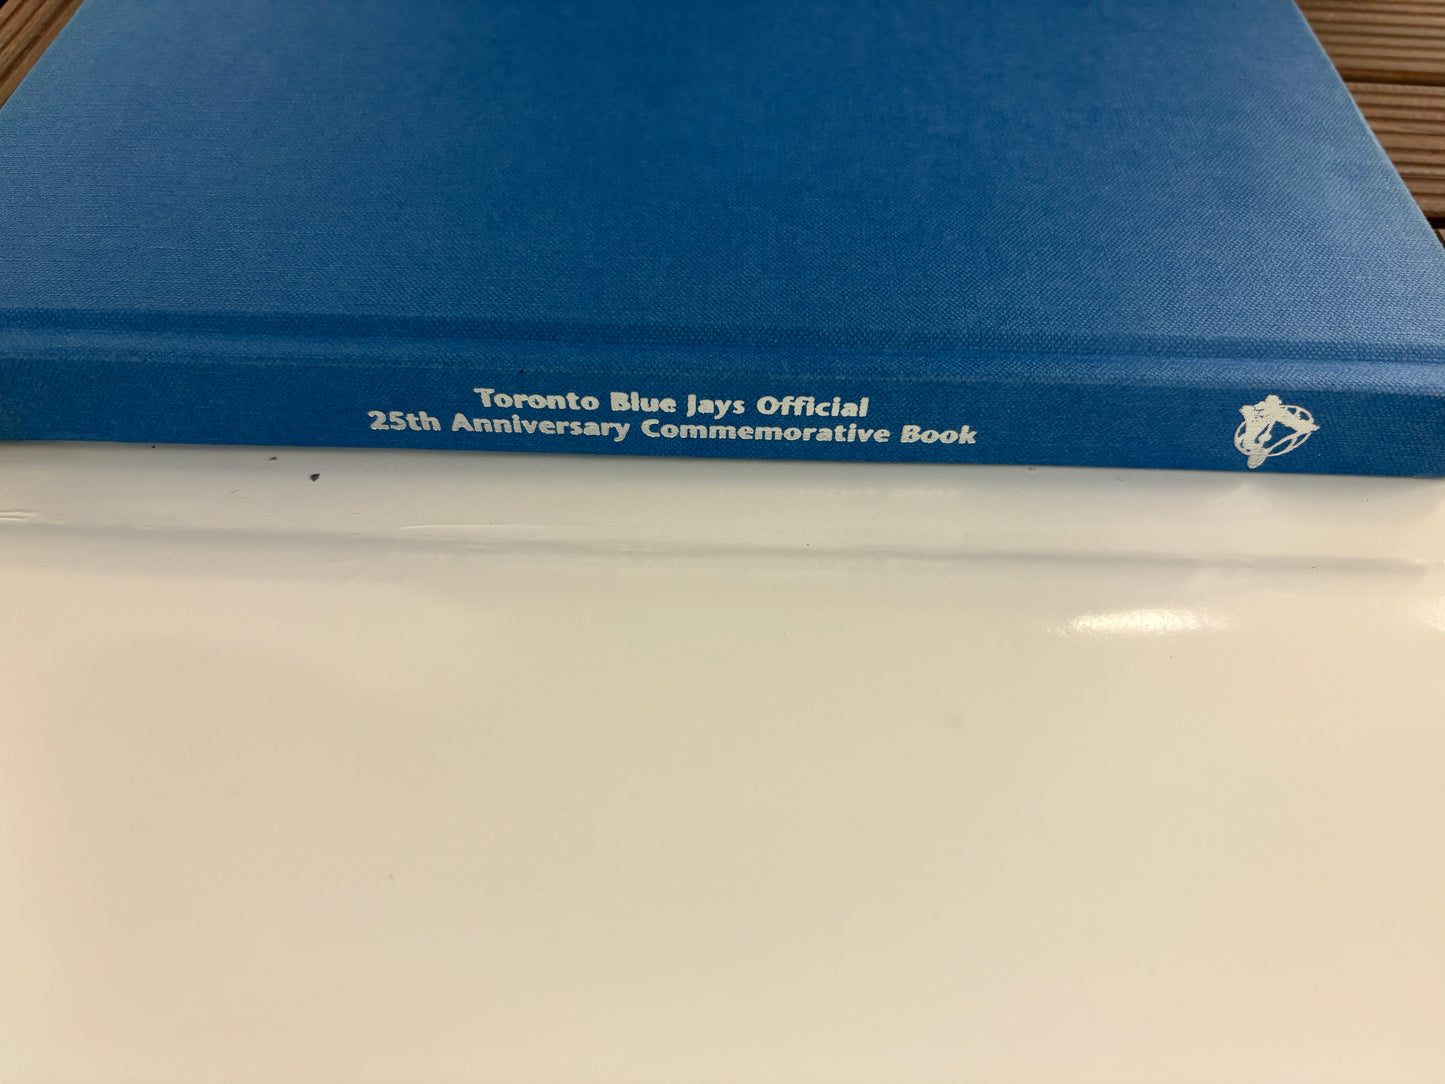 Toronto Blue Jays Official
25th Anniversary Commemorative Book